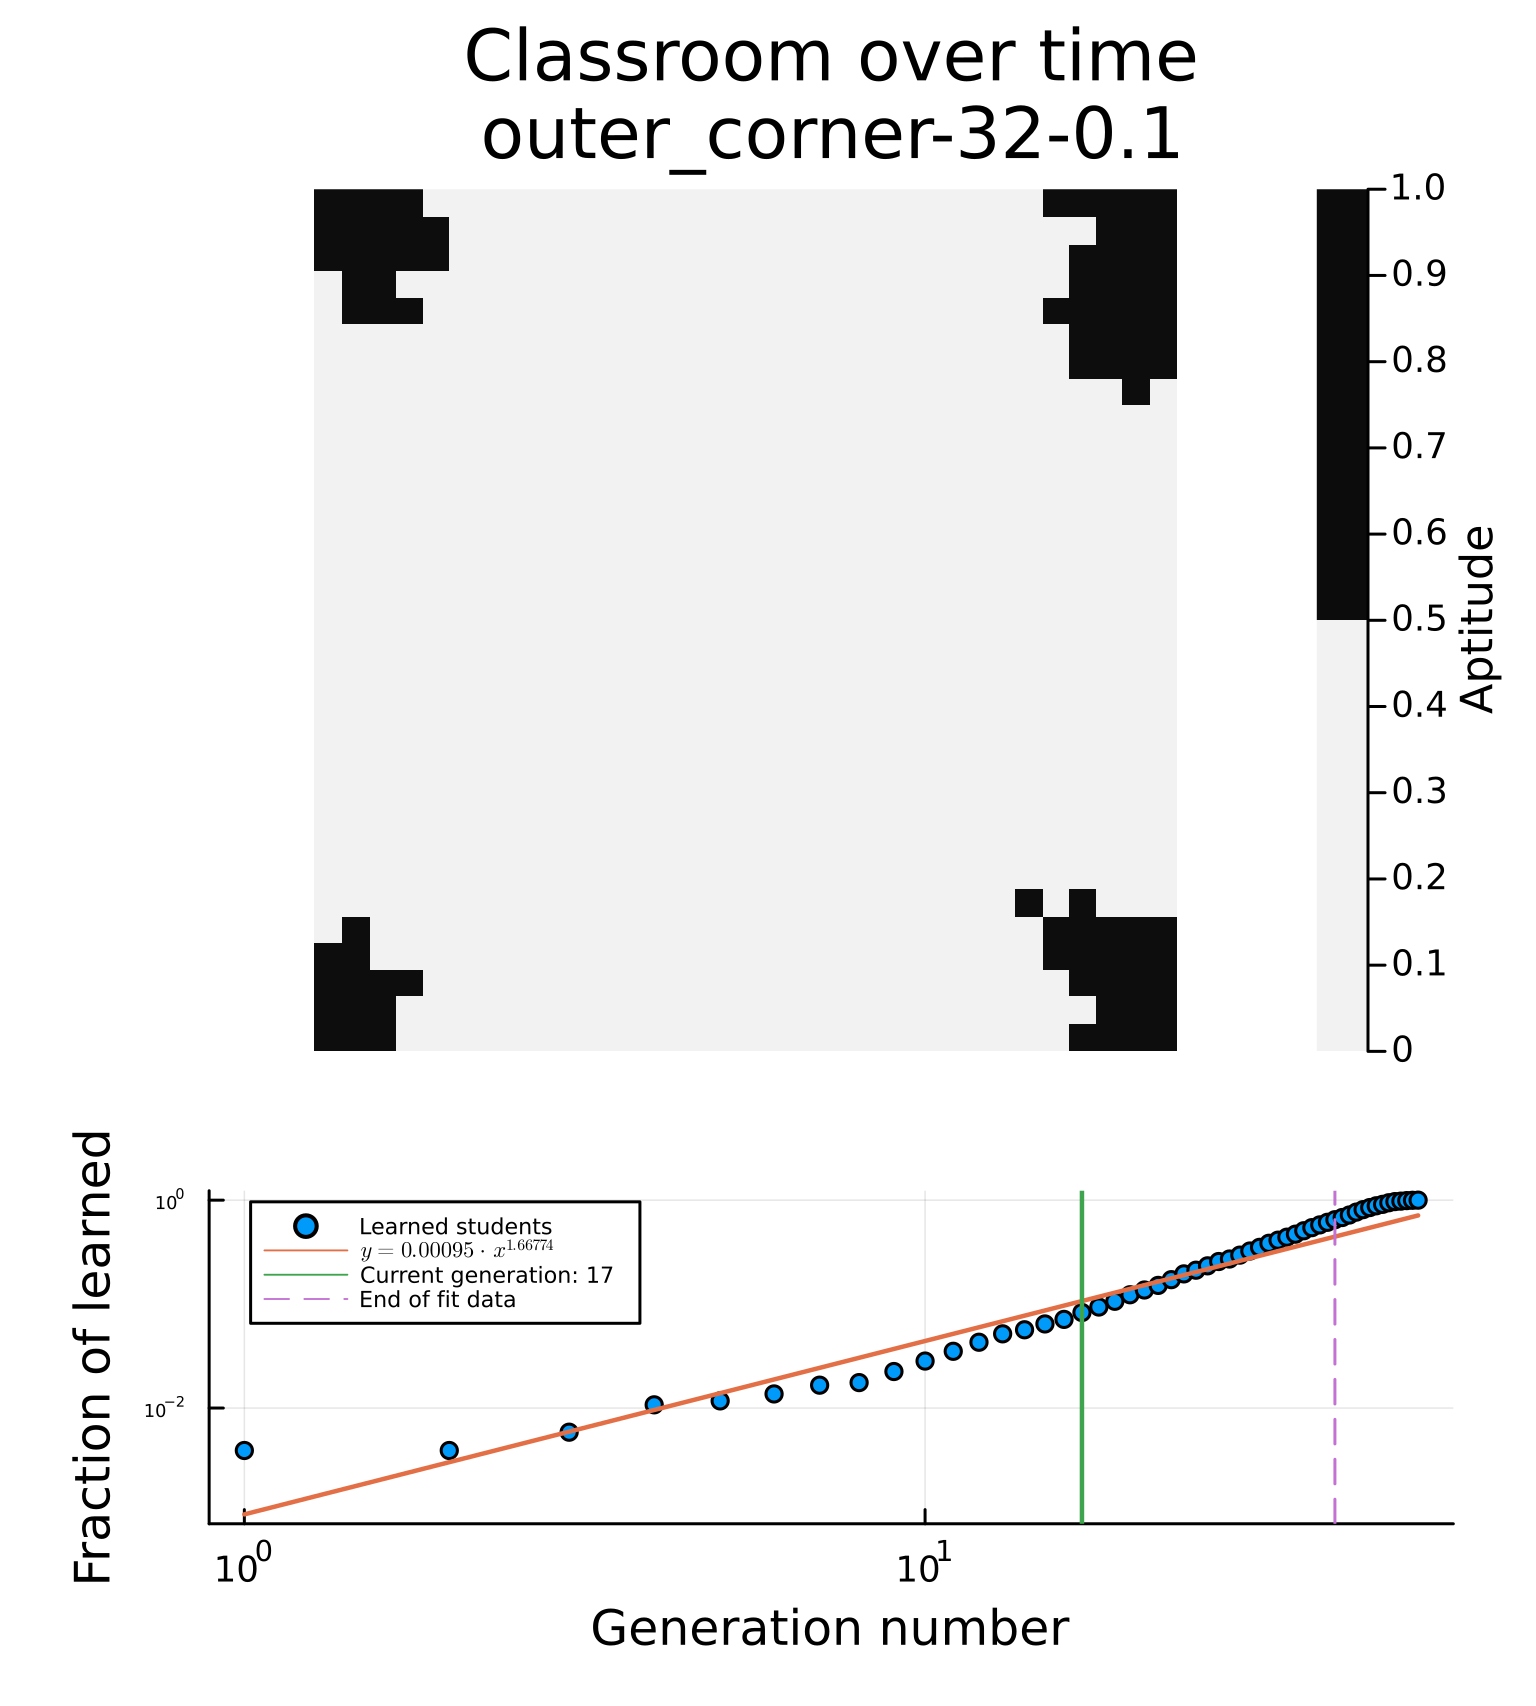 Classroom over time
outer_corner-32-0.1
1.0
0.9
0.8
0.7
0.6
0.5
0.4
0.3
0.2
0.1
0
Aptitude
Fraction of learned
10^0
10^-2
Learned students
y = 0.00095 · x^1.66774
Current generation: 17
End of fit data
10^0
10^1
Generation number